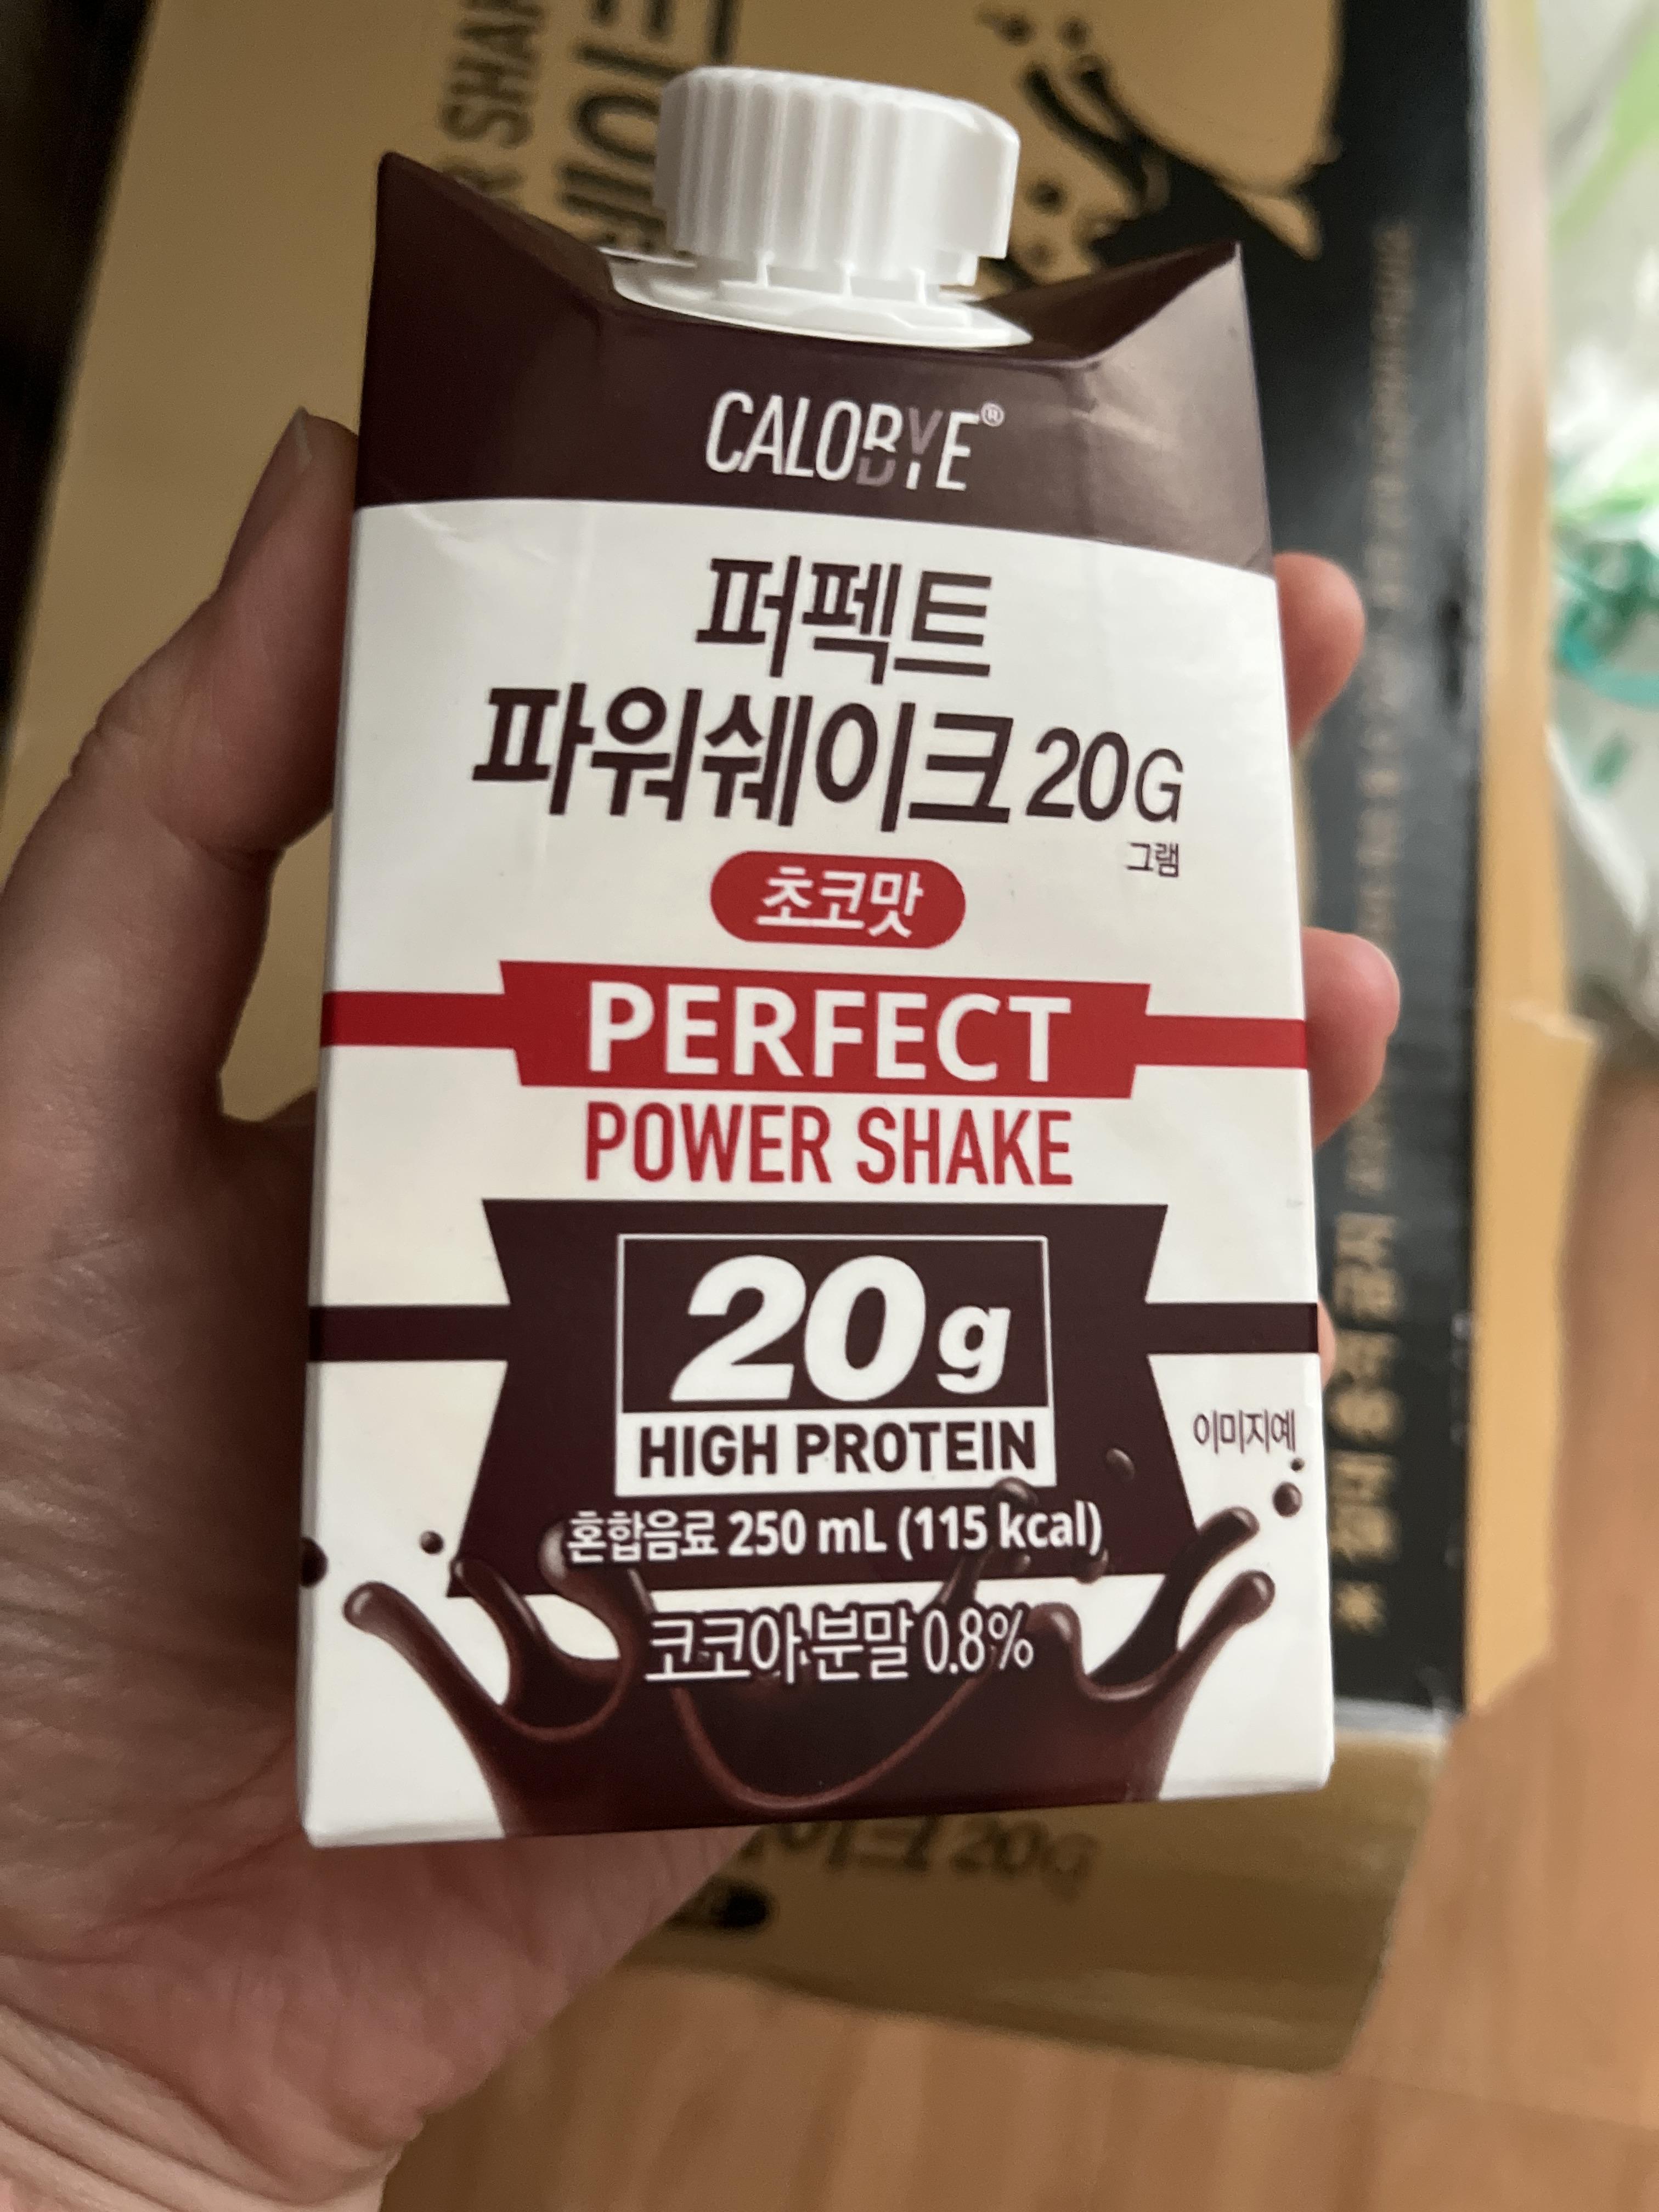 CALOBYE®
퍼펙트
파워쉐이크 20G
그램
초코맛
PERFECT
POWER SHAKE
20g
HIGH PROTEIN
이미지예
혼합음료 250 mL (115 kcal)
코코아분말 0.8%
SHAK
20G